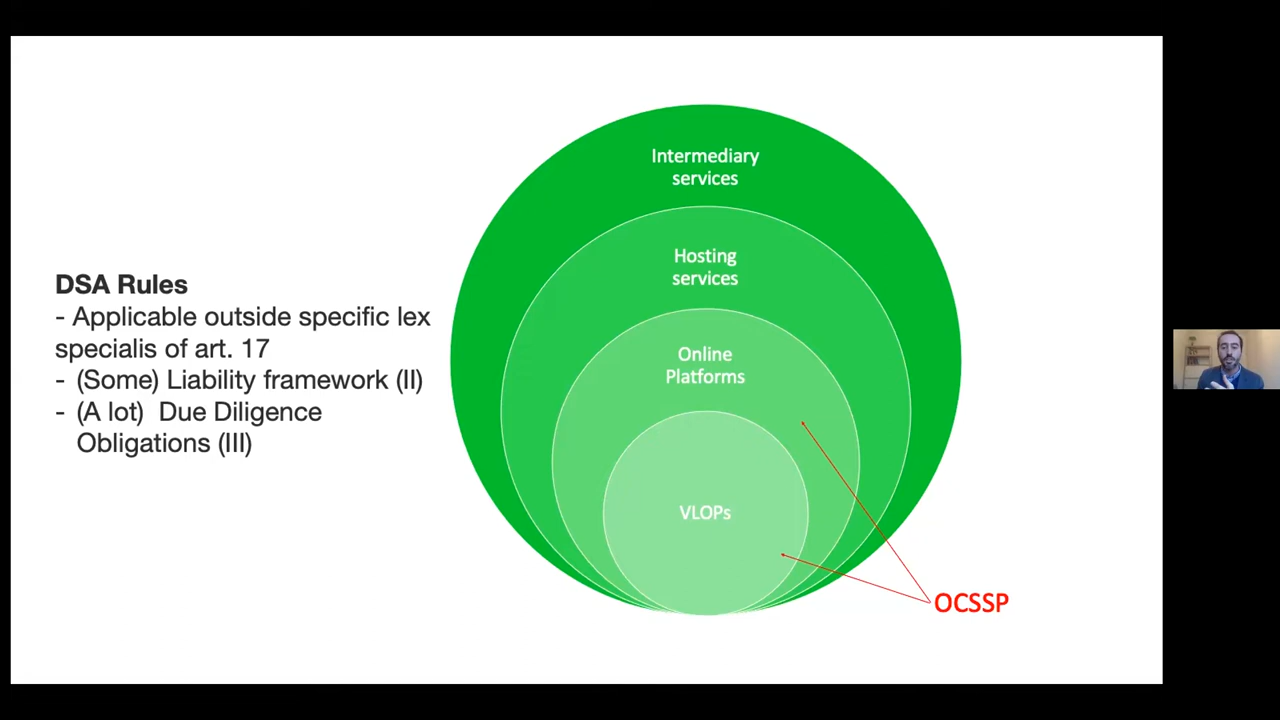 DSA Rules
- Applicable outside specific lex
specialis of art. 17
- (Some) Liability framework (II)
- (A lot) Due Diligence
Obligations (III)
Intermediary
services
Hosting
services
Online
Platforms
VLOPs
OCSSP